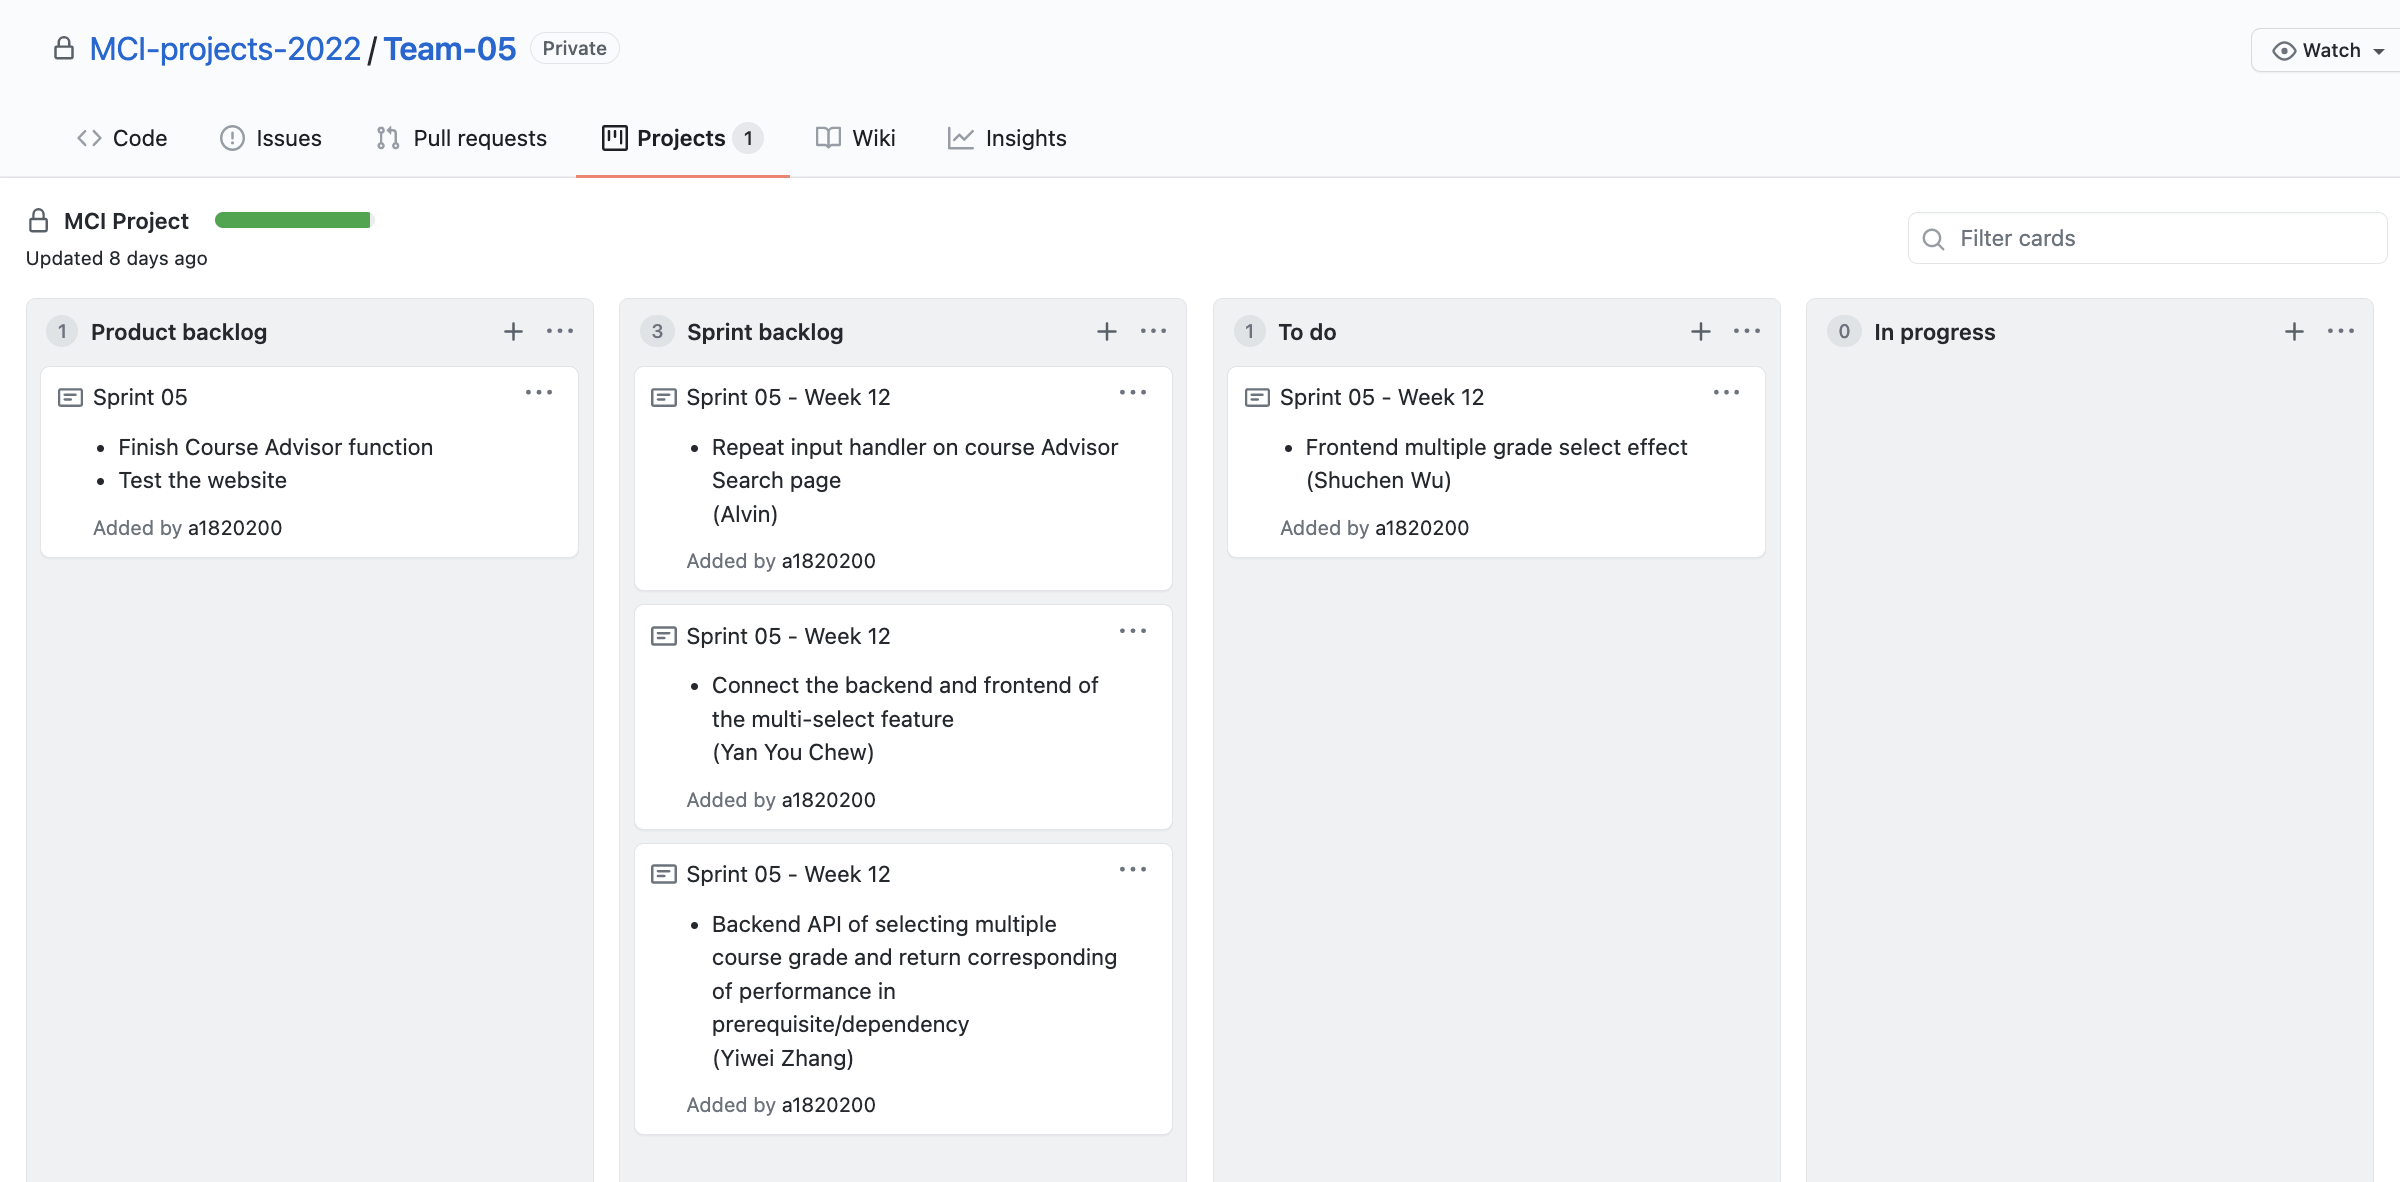 MCI-projects-2022 / Team-05 Private
Watch
Code
Issues
Pull requests
Projects 1
Wiki
Insights
MCI Project
Updated 8 days ago
Filter cards
1 Product backlog
Sprint 05
• Finish Course Advisor function
• Test the website
Added by a1820200
3 Sprint backlog
Sprint 05 - Week 12
• Repeat input handler on course Advisor
Search page
(Alvin)
Added by a1820200
Sprint 05 - Week 12
• Connect the backend and frontend of
the multi-select feature
(Yan You Chew)
Added by a1820200
Sprint 05 - Week 12
• Backend API of selecting multiple
course grade and return corresponding
of performance in
prerequisite/dependency
(Yiwei Zhang)
Added by a1820200
1 To do
Sprint 05 - Week 12
• Frontend multiple grade select effect
(Shuchen Wu)
Added by a1820200
0 In progress